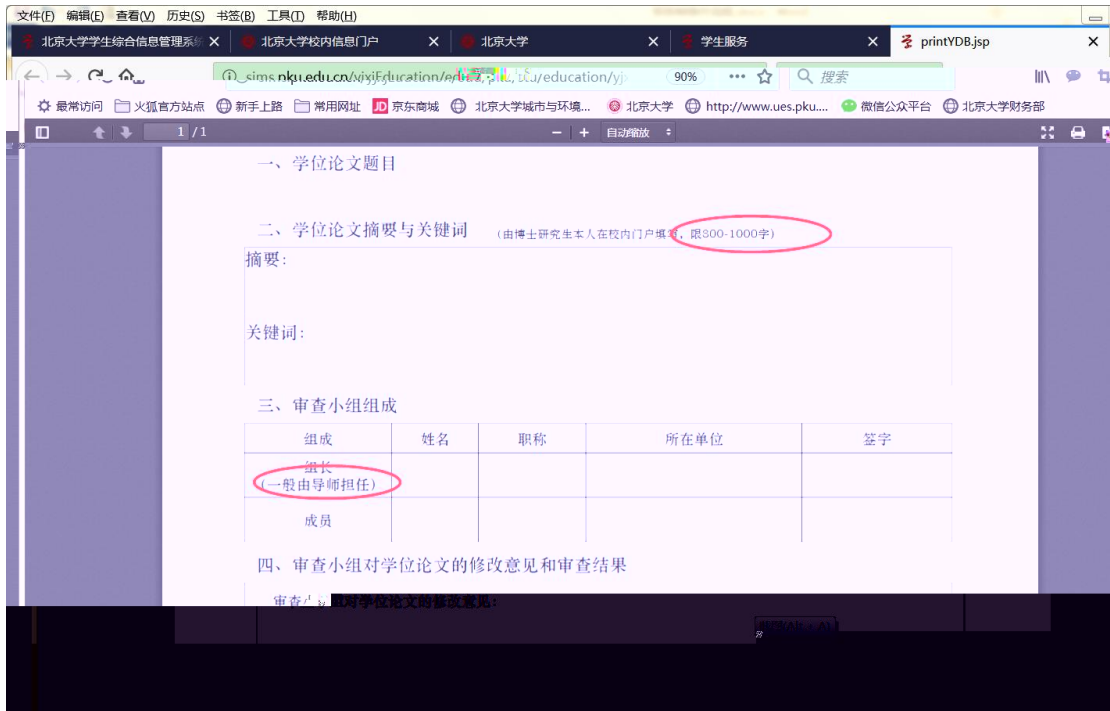 文件(F) 编辑(E) 查看(V) 历史(S) 书签(B) 工具(T) 帮助(H)
北京大学学生综合信息管理系统 北京大学校内信息门户 北京大学 学生服务 printYDB.jsp
sims.pku.edu.cn 90% 搜索
最常访问 火狐官方站点 新手上路 常用网址 JD 京东商城 北京大学城市与环境... 北京大学 http://www.ues.pku.... 微信公众平台 北京大学财务部
1 / 1 自动缩放
一、学位论文题目
二、学位论文摘要与关键词 (由博士研究生本人在校内门户填写，限800-1000字)
摘要:
关键词:
三、审查小组组成
组成 姓名 职称 所在单位 签字
组长
(一般由导师担任)
成员
四、审查小组对学位论文的修改意见和审查结果
审查小组对学位论文的修改意见: